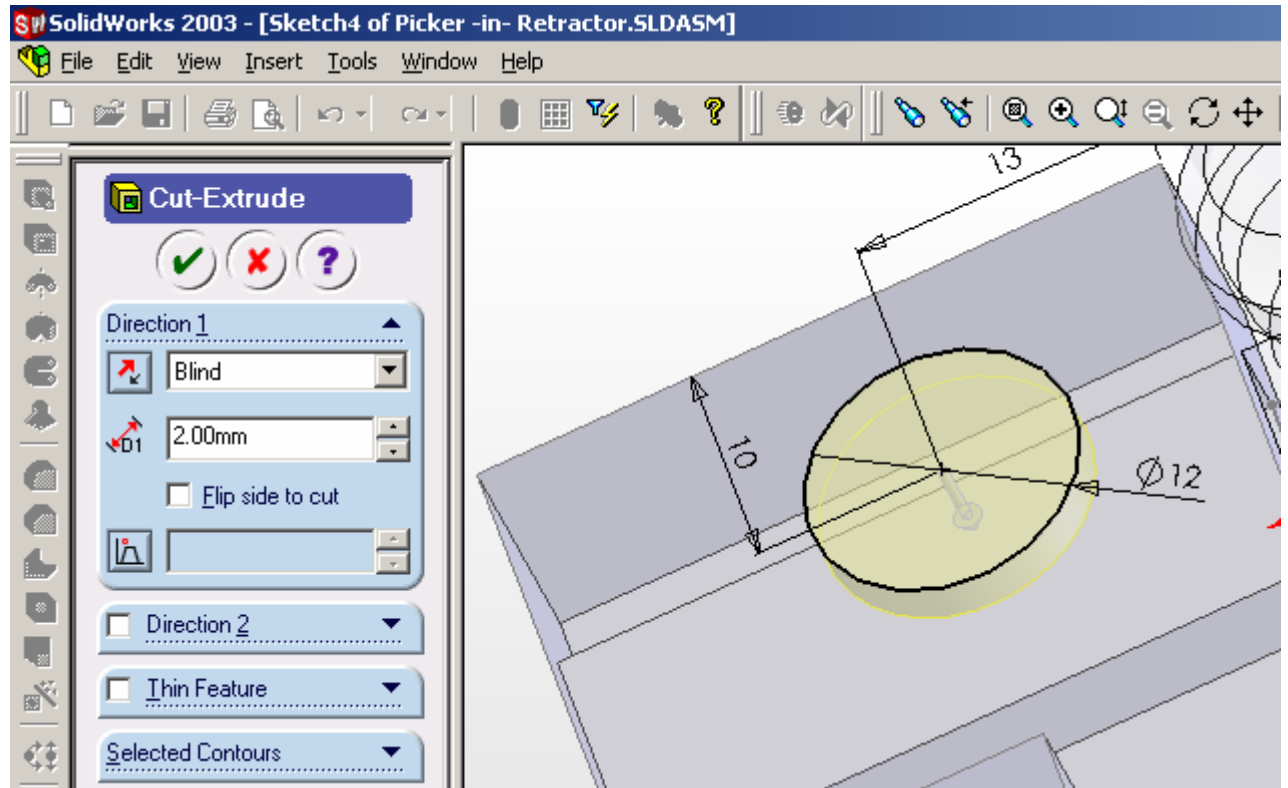 SolidWorks 2003 - [Sketch4 of Picker -in- Retractor.SLDASM]
File Edit View Insert Tools Window Help
Cut-Extrude
Direction 1
Blind
D1 2.00mm
Flip side to cut
Direction 2
Thin Feature
Selected Contours
13
10
Ø12